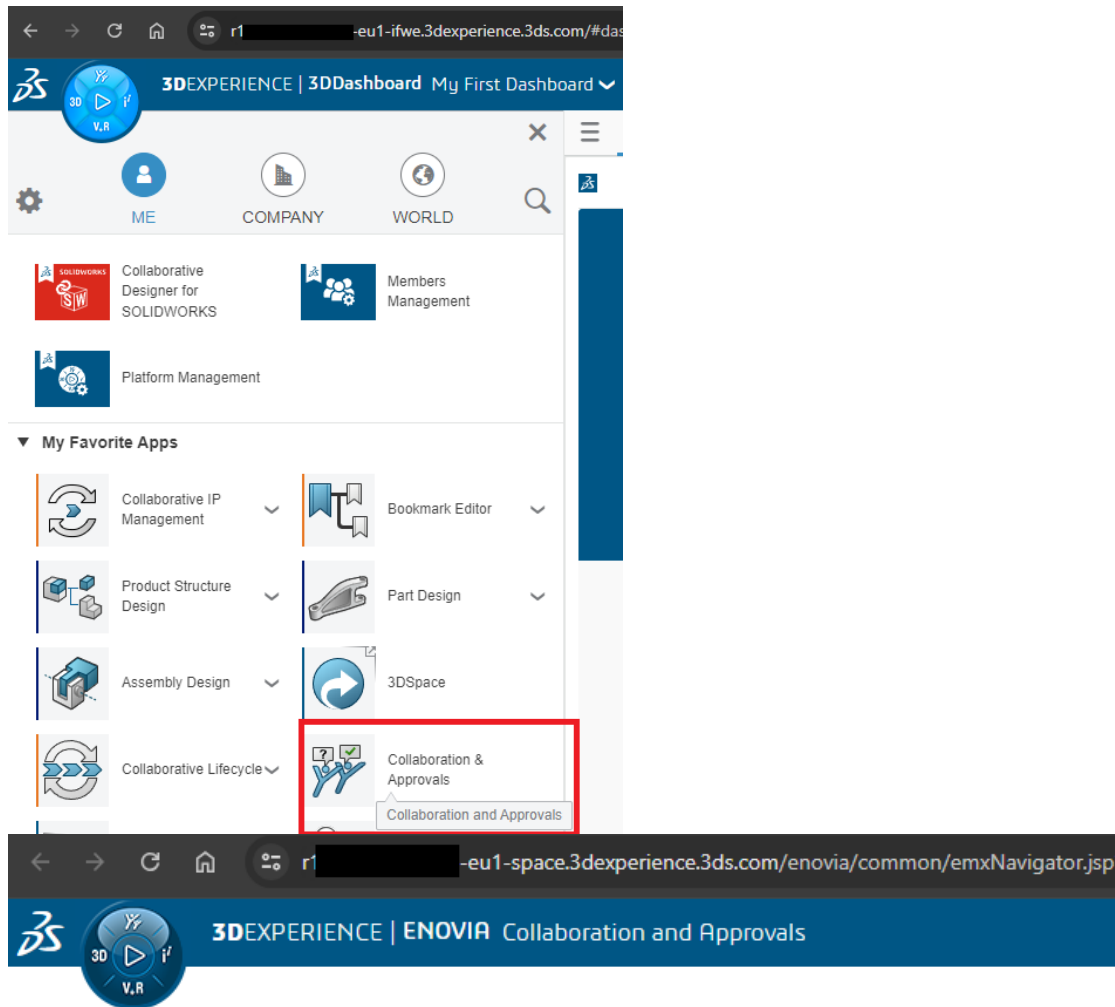 r1 -eu1-ifwe.3dexperience.3ds.com/#das
3DEXPERIENCE | 3DDashboard My First Dashboard
3D V.R i²
ME COMPANY WORLD
SOLIDWORKS
SW
Collaborative
Designer for
SOLIDWORKS
Members
Management
Platform Management
My Favorite Apps
Collaborative IP
Management
Bookmark Editor
Product Structure
Design
Part Design
Assembly Design
3DSpace
Collaborative Lifecycle
Collaboration &
Approvals
Collaboration and Approvals
r1 -eu1-space.3dexperience.3ds.com/enovia/common/emxNavigator.jsp
3DEXPERIENCE | ENOVIA Collaboration and Approvals
3D V.R i²